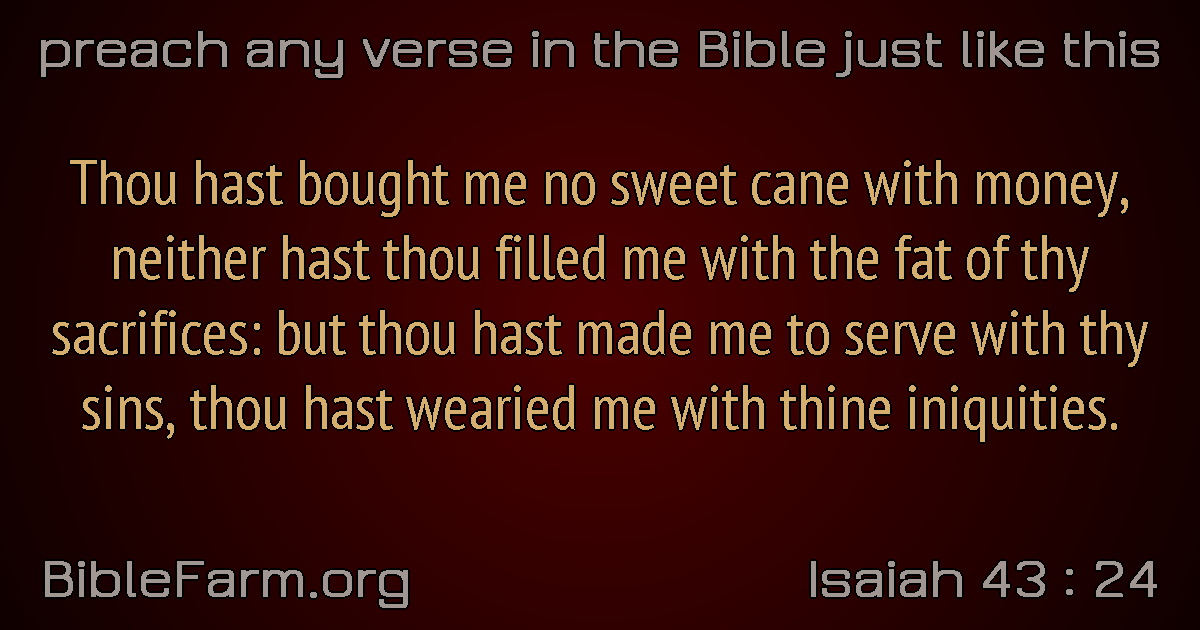 preach any verse in the Bible just like this
Thou hast bought me no sweet cane with money,
neither hast thou filled me with the fat of thy
sacrifices: but thou hast made me to serve with thy
sins, thou hast wearied me with thine iniquities.
BibleFarm.org
Isaiah 43 : 24